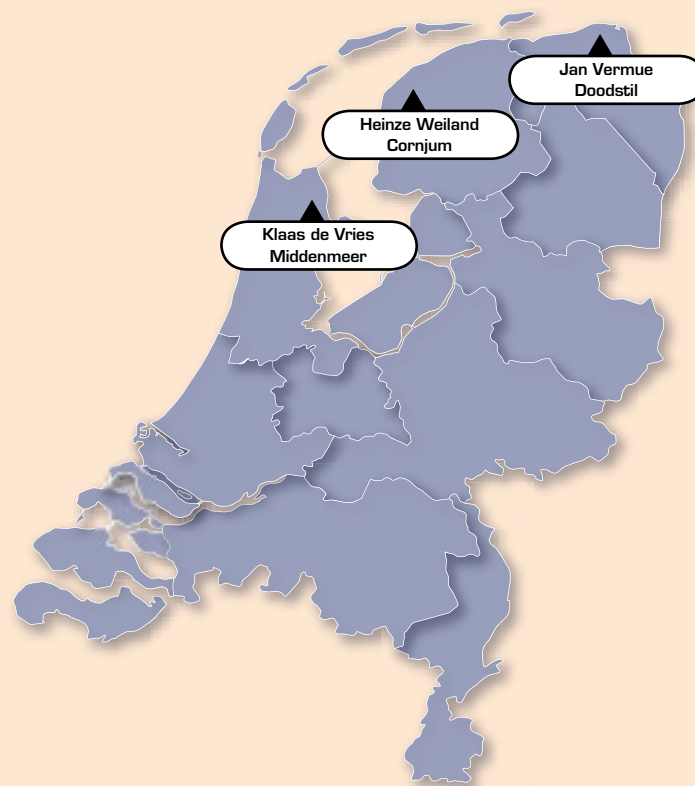 Jan Vermue
Doodstil
Heinze Weiland
Cornjum
Klaas de Vries
Middenmeer